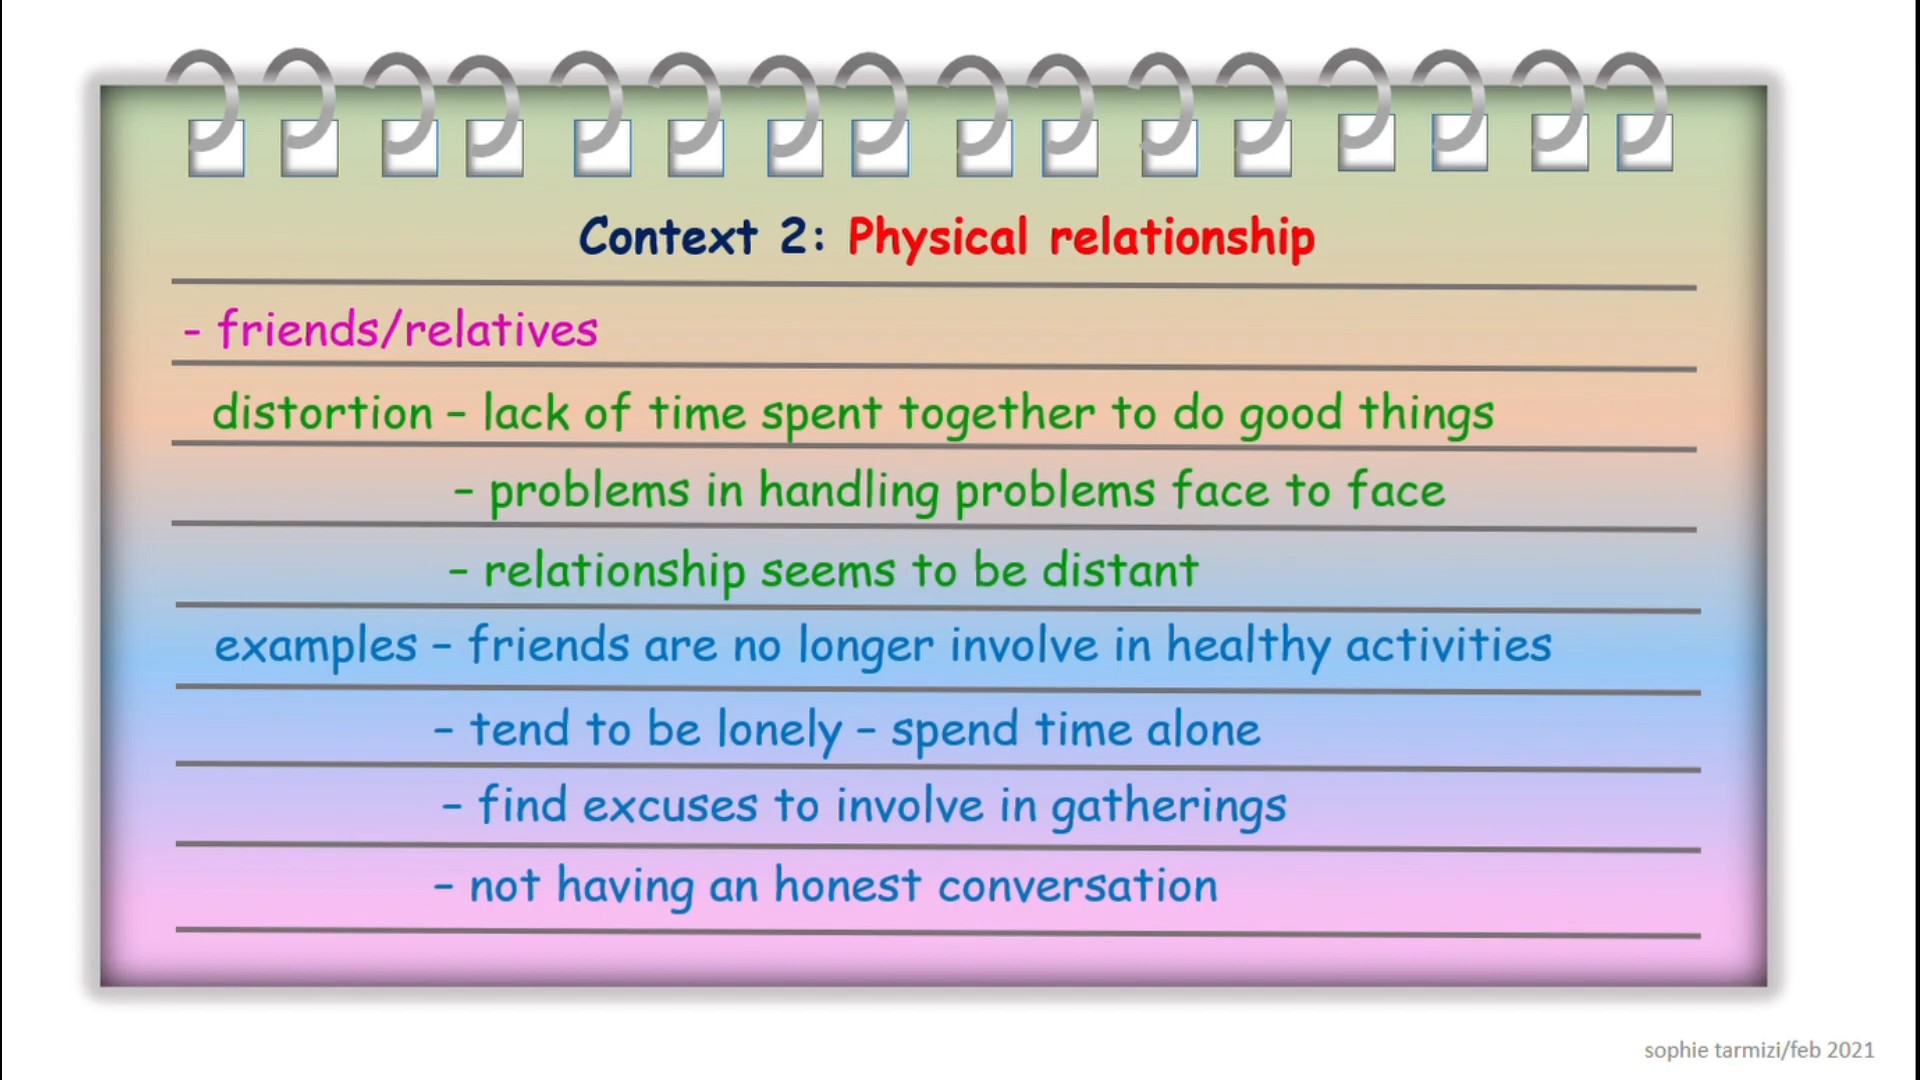 Context 2: Physical relationship
- friends/relatives
distortion – lack of time spent together to do good things
– problems in handling problems face to face
– relationship seems to be distant
examples – friends are no longer involve in healthy activities
– tend to be lonely – spend time alone
– find excuses to involve in gatherings
– not having an honest conversation
sophie tarmizi/feb 2021